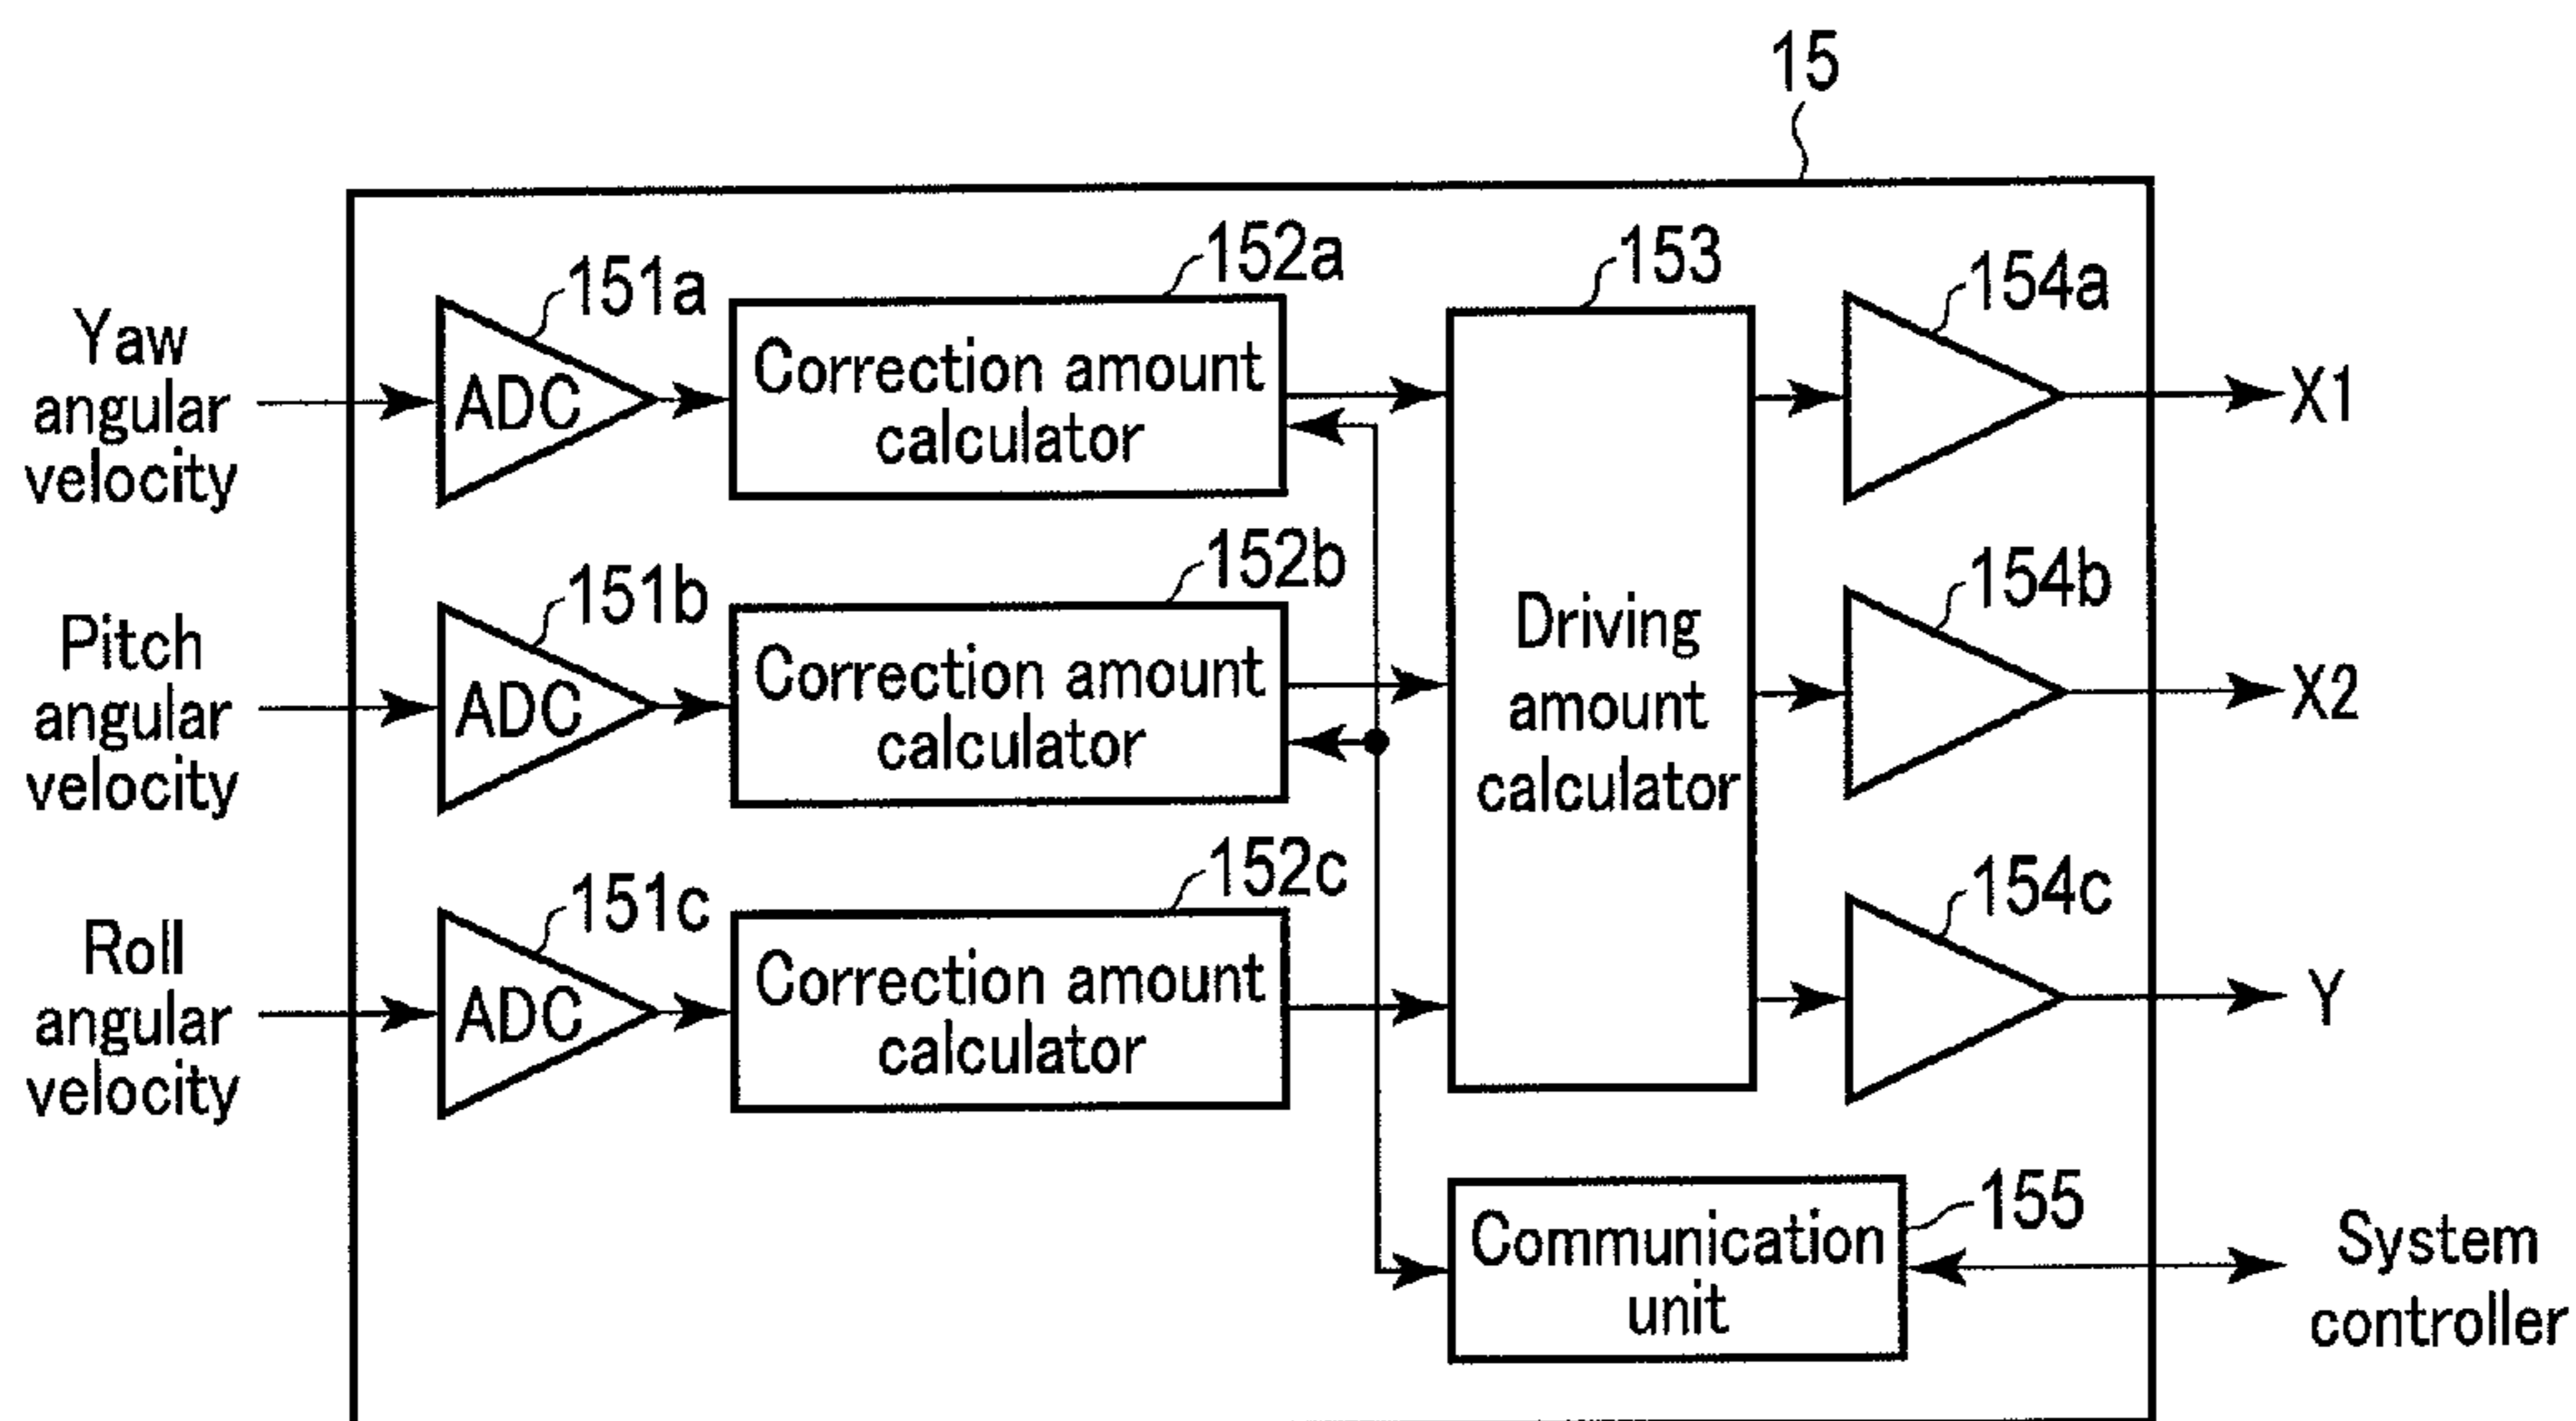 15
152a
153
151a
154a
Yaw
angular
velocity
ADC
Correction amount
calculator
X1
152b
151b
154b
Pitch
angular
velocity
ADC
Correction amount
calculator
Driving
amount
calculator
X2
152c
151c
154c
Roll
angular
velocity
ADC
Correction amount
calculator
Y
155
Communication
unit
System
controller